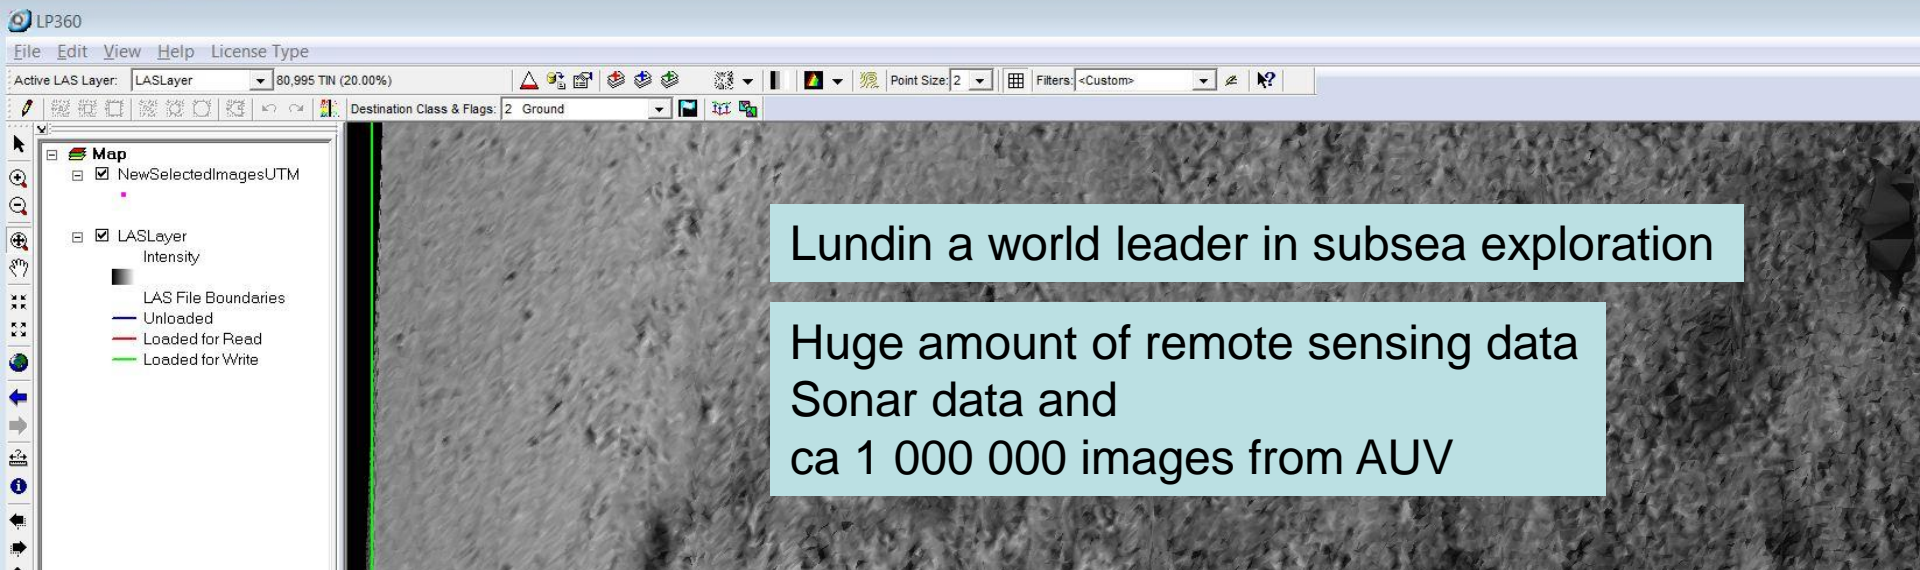 LP360
File Edit View Help License Type
Active LAS Layer: LASLayer 80,995 TIN (20.00%) Point Size: 2 Filters: <Custom>
Destination Class & Flags: 2 Ground
Map
NewSelectedImagesUTM
LASLayer
Intensity
LAS File Boundaries
Unloaded
Loaded for Read
Loaded for Write
Lundin a world leader in subsea exploration
Huge amount of remote sensing data
Sonar data and
ca 1 000 000 images from AUV